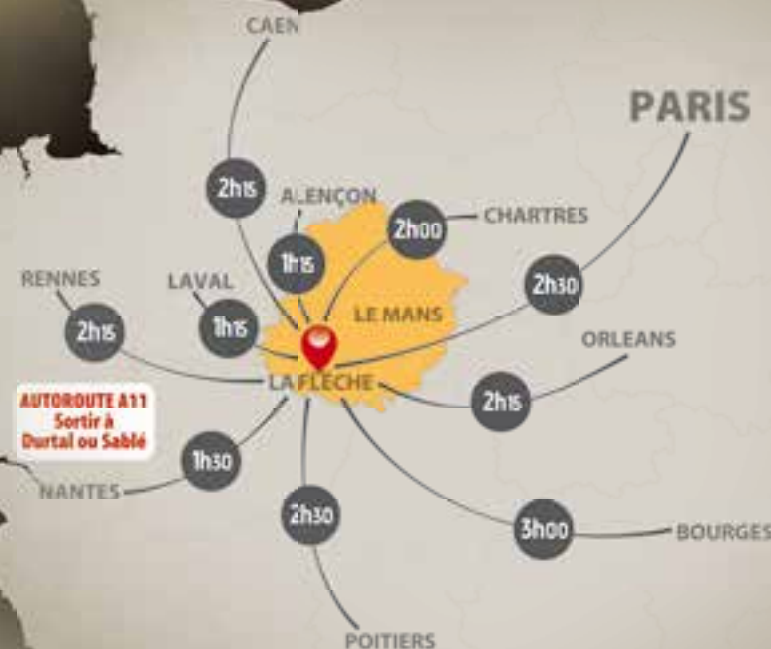 CAEN
PARIS
2h15
ALENÇON
CHARTRES
2h00
1h15
2h30
RENNES
LAVAL
LE MANS
2h15
1h15
ORLEANS
LA FLECHE
2h15
AUTOROUTE A11
Sortir à
Durtal ou Sablé
1h30
NANTES
2h30
3h00
BOURGES
POITIERS